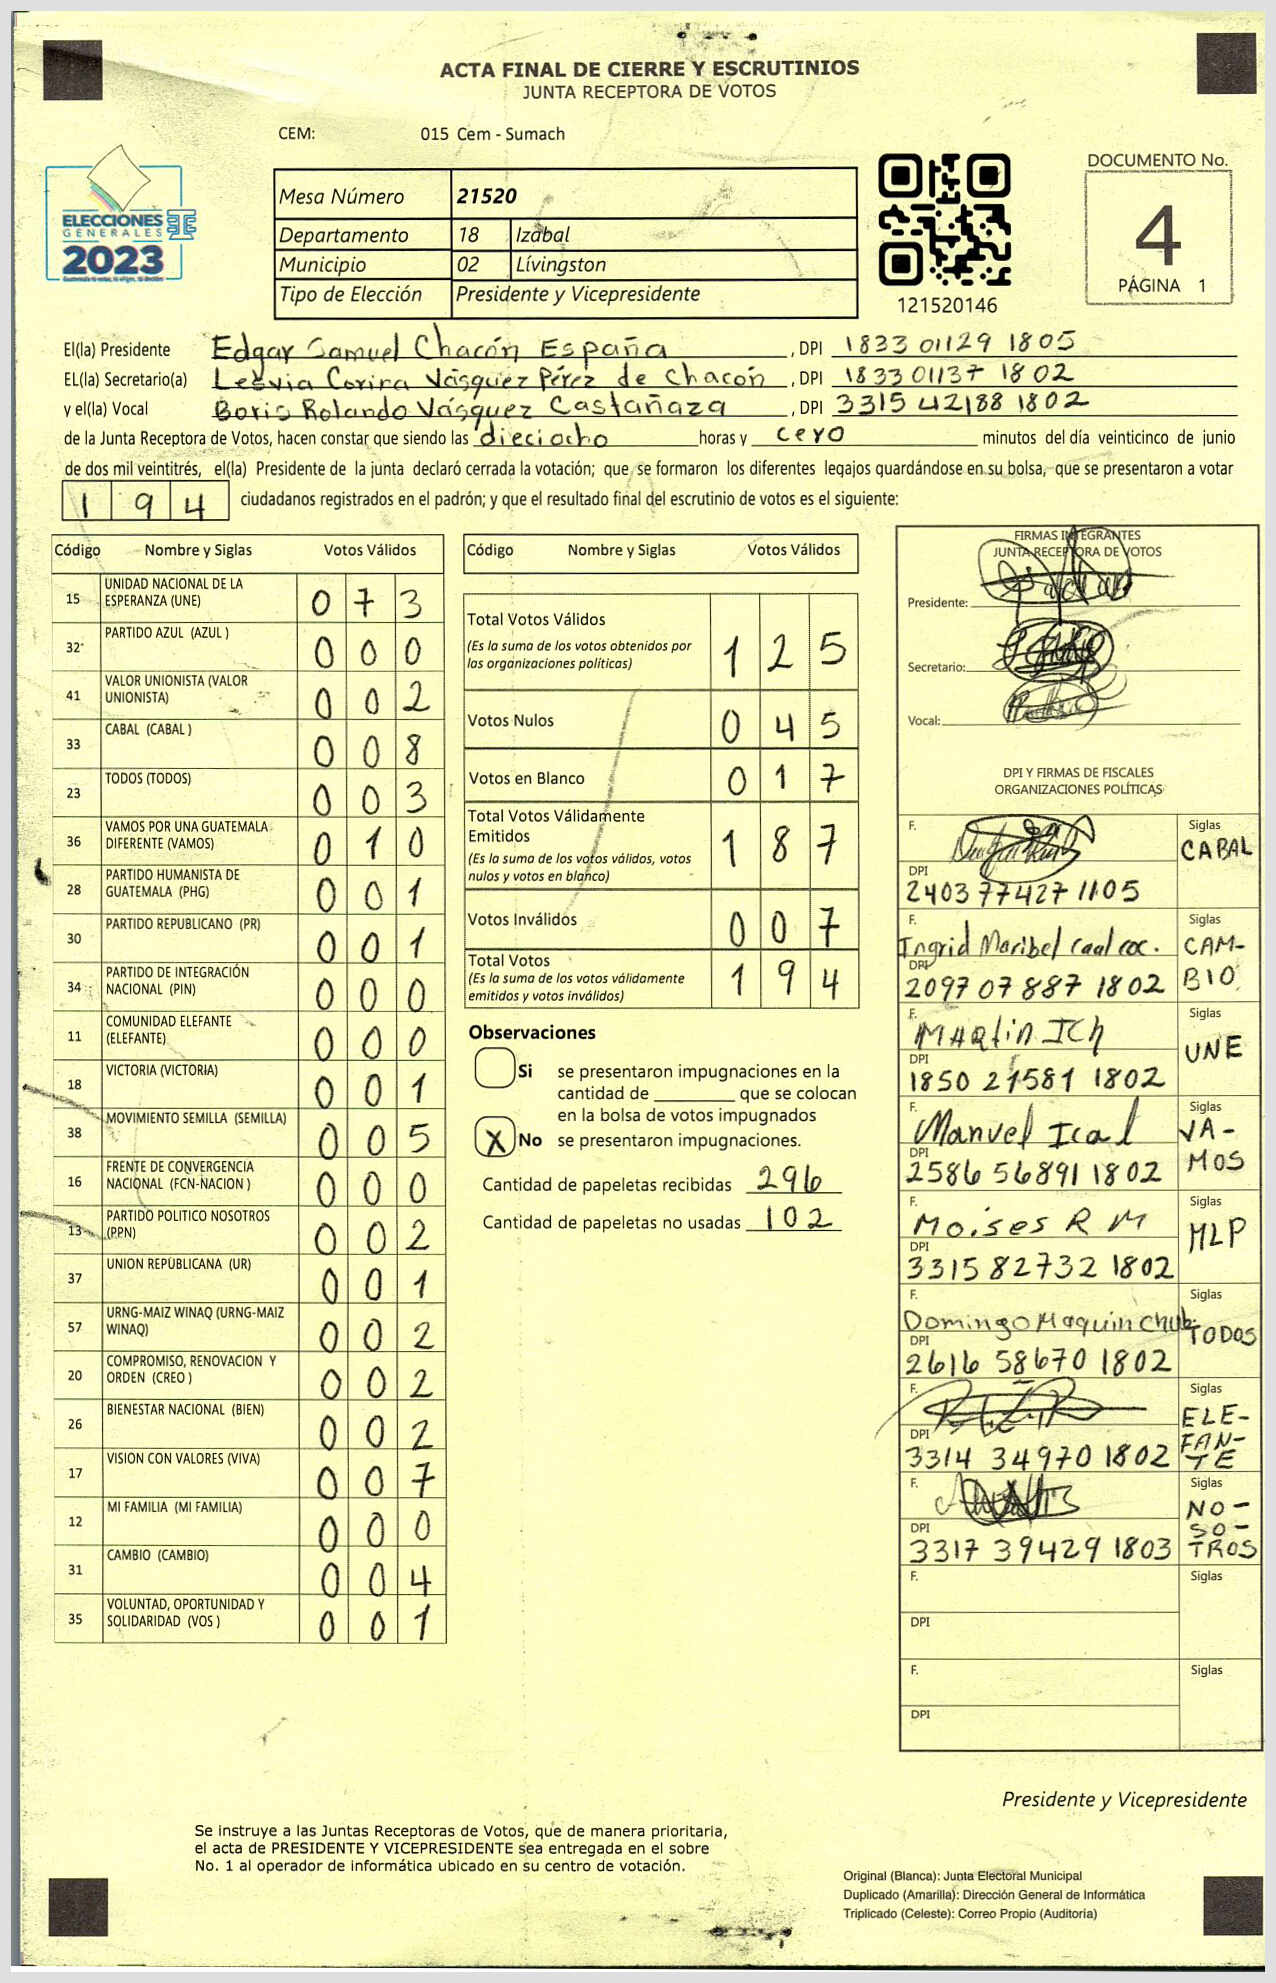 ACTA FINAL DE CIERRE Y ESCRUTINIOS
JUNTA RECEPTORA DE VOTOS
CEM: 015 Cem - Sumach
ELECCIONES
GENERALES
2023
Mesa Número 21520
Departamento 18 Izabal
Municipio 02 Lívingston
Tipo de Elección Presidente y Vicepresidente
121520146
DOCUMENTO No.
4
PÁGINA 1
El(la) Presidente Edgar Samuel Chacón España , DPI 1833 01129 1805
EL(la) Secretario(a) Lesvia Corina Vásquez Pérez de Chacón , DPI 1833 01137 1802
y el(la) Vocal Boris Rolando Vásquez Castañaza , DPI 3315 42188 1802
de la Junta Receptora de Votos, hacen constar que siendo las dieciocho horas y cero minutos del día veinticinco de junio
de dos mil veintitrés, el(la) Presidente de la junta declaró cerrada la votación; que se formaron los diferentes legajos guardándose en su bolsa, que se presentaron a votar
1 9 4 ciudadanos registrados en el padrón; y que el resultado final del escrutinio de votos es el siguiente:
Código Nombre y Siglas Votos Válidos
15 UNIDAD NACIONAL DE LA
ESPERANZA (UNE) 0 7 3
32 PARTIDO AZUL (AZUL ) 0 0 0
41 VALOR UNIONISTA (VALOR
UNIONISTA) 0 0 2
33 CABAL (CABAL ) 0 0 8
23 TODOS (TODOS) 0 0 3
36 VAMOS POR UNA GUATEMALA
DIFERENTE (VAMOS) 0 1 0
28 PARTIDO HUMANISTA DE
GUATEMALA (PHG) 0 0 1
30 PARTIDO REPUBLICANO (PR) 0 0 1
34 PARTIDO DE INTEGRACIÓN
NACIONAL (PIN) 0 0 0
11 COMUNIDAD ELEFANTE
(ELEFANTE) 0 0 0
18 VICTORIA (VICTORIA) 0 0 1
38 MOVIMIENTO SEMILLA (SEMILLA) 0 0 5
16 FRENTE DE CONVERGENCIA
NACIONAL (FCN-NACION ) 0 0 0
13 PARTIDO POLITICO NOSOTROS
(PPN) 0 0 2
37 UNION REPUBLICANA (UR) 0 0 1
57 URNG-MAIZ WINAQ (URNG-MAIZ
WINAQ) 0 0 2
20 COMPROMISO, RENOVACION Y
ORDEN (CREO ) 0 0 2
26 BIENESTAR NACIONAL (BIEN) 0 0 2
17 VISION CON VALORES (VIVA) 0 0 7
12 MI FAMILIA (MI FAMILIA) 0 0 0
31 CAMBIO (CAMBIO) 0 0 4
35 VOLUNTAD, OPORTUNIDAD Y
SOLIDARIDAD (VOS ) 0 0 1
Código Nombre y Siglas Votos Válidos
Total Votos Válidos
(Es la suma de los votos obtenidos por
las organizaciones políticas) 1 2 5
Votos Nulos 0 4 5
Votos en Blanco 0 1 7
Total Votos Válidamente
Emitidos
(Es la suma de los votos válidos, votos
nulos y votos en blanco) 1 8 7
Votos Inválidos 0 0 7
Total Votos
(Es la suma de los votos válidamente
emitidos y votos inválidos) 1 9 4
Observaciones
Si se presentaron impugnaciones en la
cantidad de ________ que se colocan
en la bolsa de votos impugnados
X No se presentaron impugnaciones.
Cantidad de papeletas recibidas 296
Cantidad de papeletas no usadas 102
FIRMAS INTEGRANTES
JUNTA RECEPTORA DE VOTOS
Presidente:
Secretario:
Vocal:
DPI Y FIRMAS DE FISCALES
ORGANIZACIONES POLÍTICAS
F. Siglas
CABAL
DPI
2403 77427 1105
F. Siglas
Ingrid Maribel Caal coc. CAM-
DPI BIO
2097 07887 1802
F. Siglas
Martin Ich UNE
DPI
1850 21581 1802
F. Siglas
Manuel Ical VA-
DPI MOS
2586 56891 1802
F. Siglas
Moises R M MLP
DPI
3315 82732 1802
F. Siglas
Domingo Maquin Chub TODOS
DPI
2616 58670 1802
F. Siglas
ELE-
FAN-
DPI TE
3314 34970 1802
F. Siglas
NO-
SO-
DPI TROS
3317 39429 1803
F. Siglas
DPI
F. Siglas
DPI
Presidente y Vicepresidente
Se instruye a las Juntas Receptoras de Votos, que de manera prioritaria,
el acta de PRESIDENTE Y VICEPRESIDENTE sea entregada en el sobre
No. 1 al operador de informática ubicado en su centro de votación.
Original (Blanca): Junta Electoral Municipal
Duplicado (Amarilla): Dirección General de Informática
Triplicado (Celeste): Correo Propio (Auditoría)